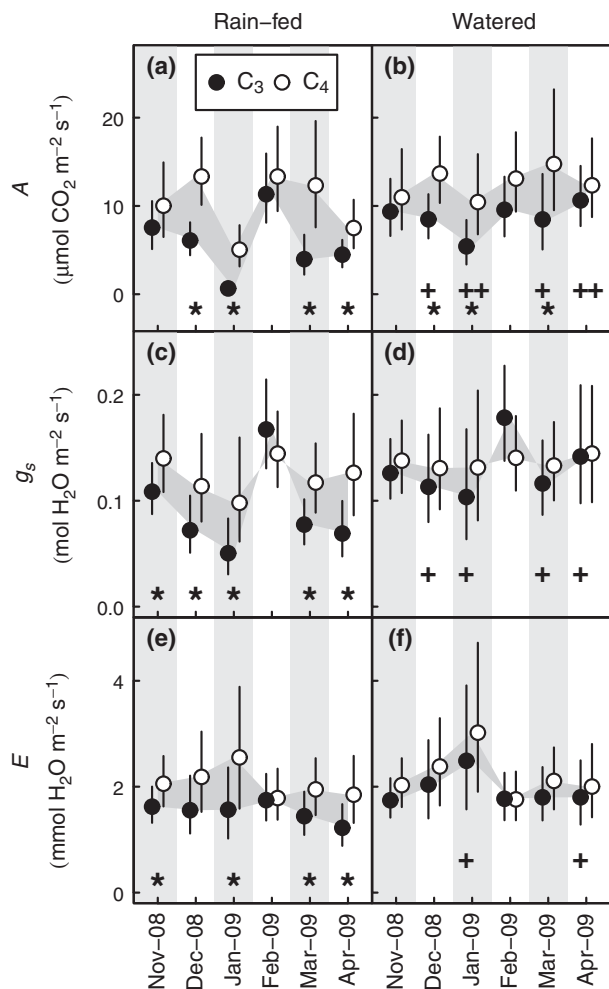 Rain−fed Watered
(a) (b)
C3 C4
20
10
0
A
(μmol CO2 m−2 s−1)
+ ++ + ++
* * * * * *
* *
(c) (d)
0.2
0.1
0.0
gs
(mol H2O m−2 s−1)
+ + + +
* * * * *
(e) (f)
4
2
0
E
(mmol H2O m−2 s−1)
+ +
* * * *
Nov−08 Dec−08 Jan−09 Feb−09 Mar−09 Apr−09 Nov−08 Dec−08 Jan−09 Feb−09 Mar−09 Apr−09